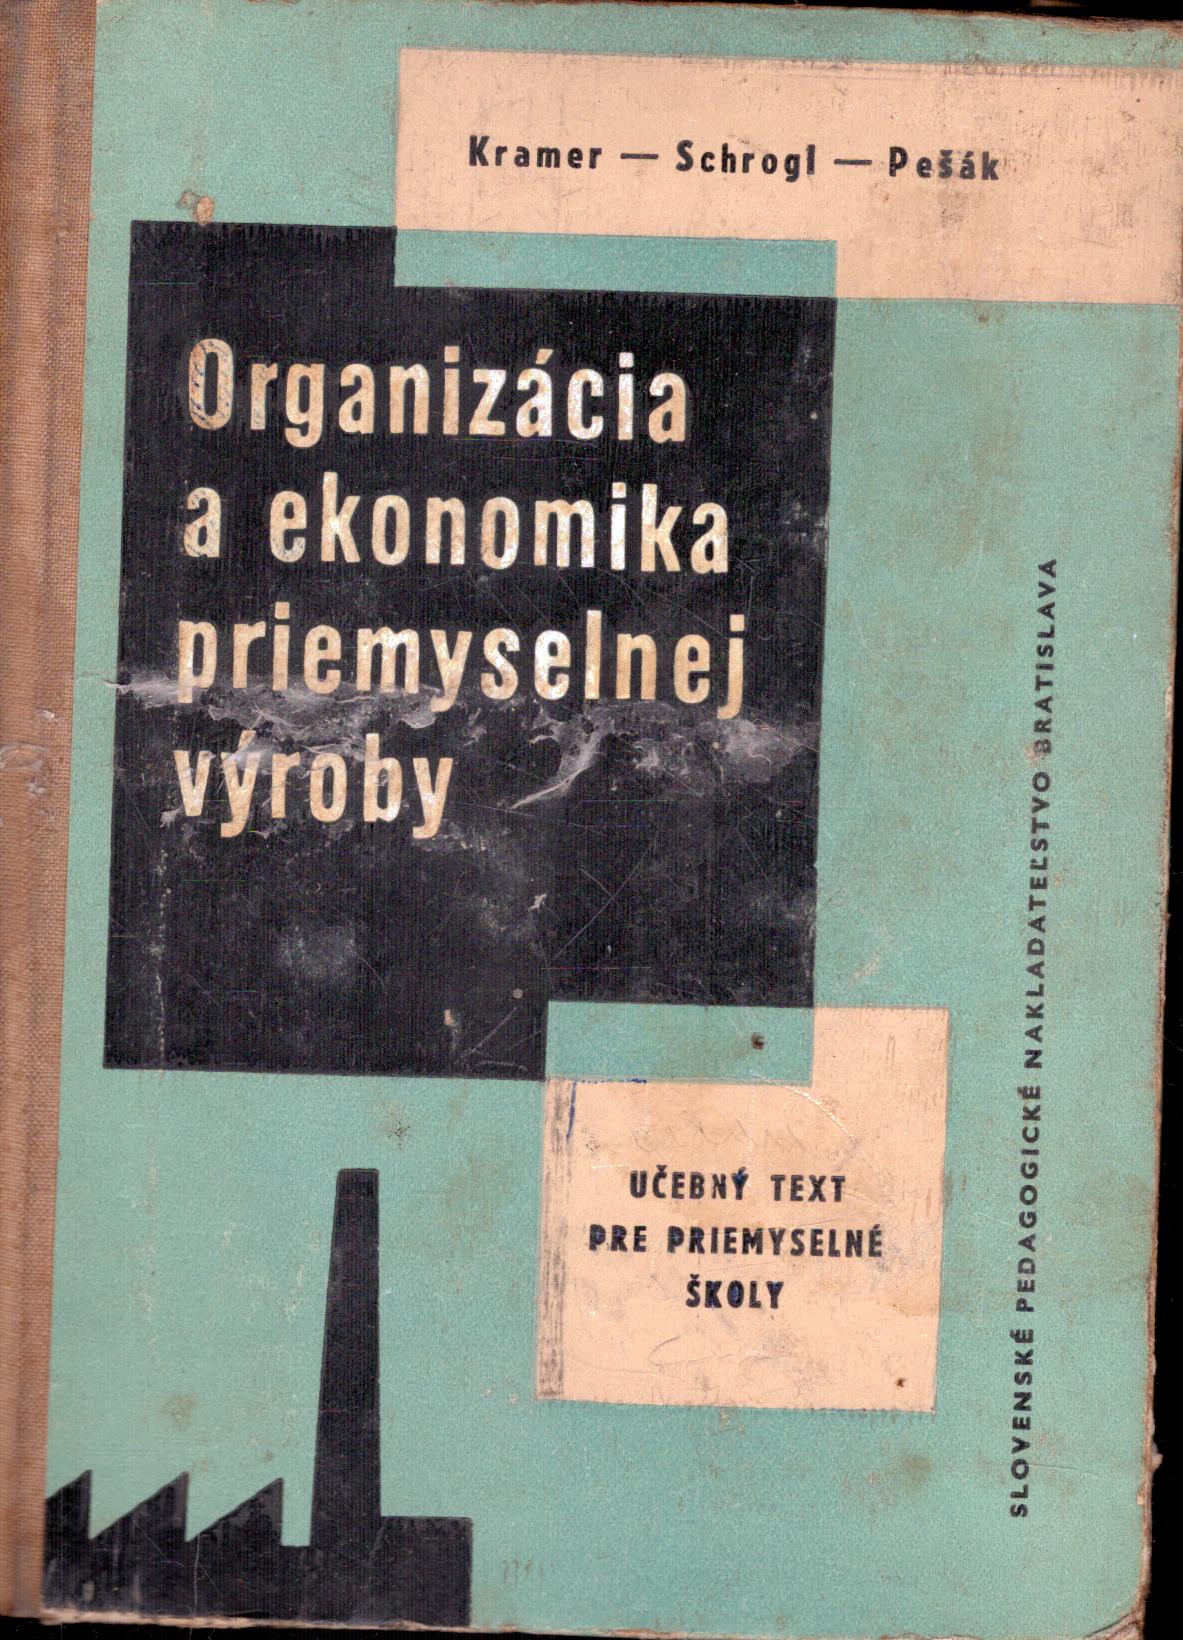 Kramer — Schrogl — Pešák
Organizácia
a ekonomika
priemyselnej
výroby
UČEBNÝ TEXT
PRE PRIEMYSELNÉ
ŠKOLY
SLOVENSKÉ PEDAGOGICKÉ NAKLADATEĽSTVO BRATISLAVA